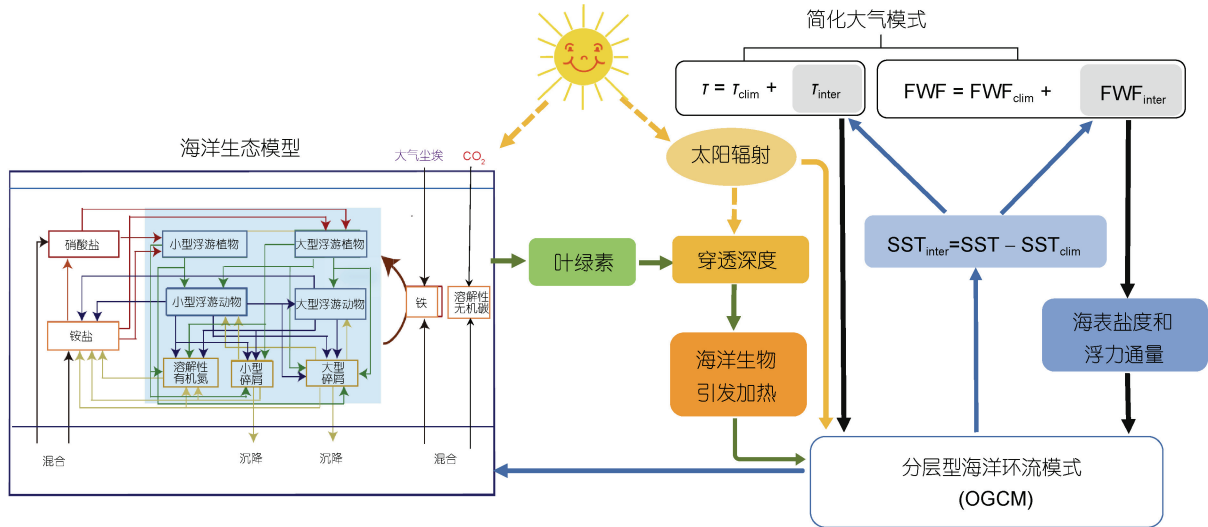 简化大气模式
τ = τclim + τinter
FWF = FWFclim + FWFinter
海洋生态模型
大气尘埃
CO2
太阳辐射
硝酸盐
小型浮游植物
大型浮游植物
叶绿素
穿透深度
SSTinter=SST – SSTclim
小型浮游动物
大型浮游动物
铁
溶解性
无机碳
铵盐
海表盐度和
浮力通量
溶解性
有机氮
小型
碎屑
大型
碎屑
海洋生物
引发加热
混合
沉降
沉降
混合
分层型海洋环流模式
(OGCM)